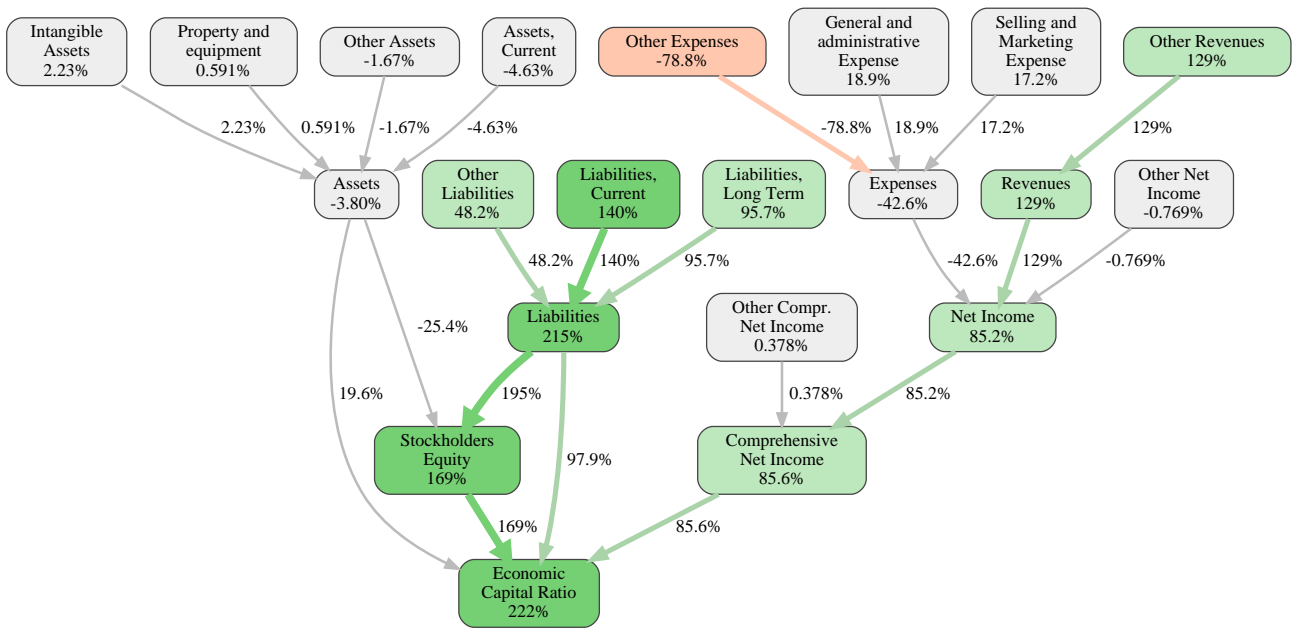 Intangible
Assets
2.23%
Property and
equipment
0.591%
Other Assets
-1.67%
Assets,
Current
-4.63%
Other Expenses
-78.8%
General and
administrative
Expense
18.9%
Selling and
Marketing
Expense
17.2%
Other Revenues
129%
2.23%
0.591%
-1.67%
-4.63%
-78.8%
18.9%
17.2%
129%
Assets
-3.80%
Other
Liabilities
48.2%
Liabilities,
Current
140%
Liabilities,
Long Term
95.7%
Expenses
-42.6%
Revenues
129%
Other Net
Income
-0.769%
48.2%
140%
95.7%
-42.6%
129%
-0.769%
Liabilities
215%
Other Compr.
Net Income
0.378%
Net Income
85.2%
-25.4%
19.6%
195%
0.378%
85.2%
Stockholders
Equity
169%
97.9%
Comprehensive
Net Income
85.6%
169%
85.6%
Economic
Capital Ratio
222%